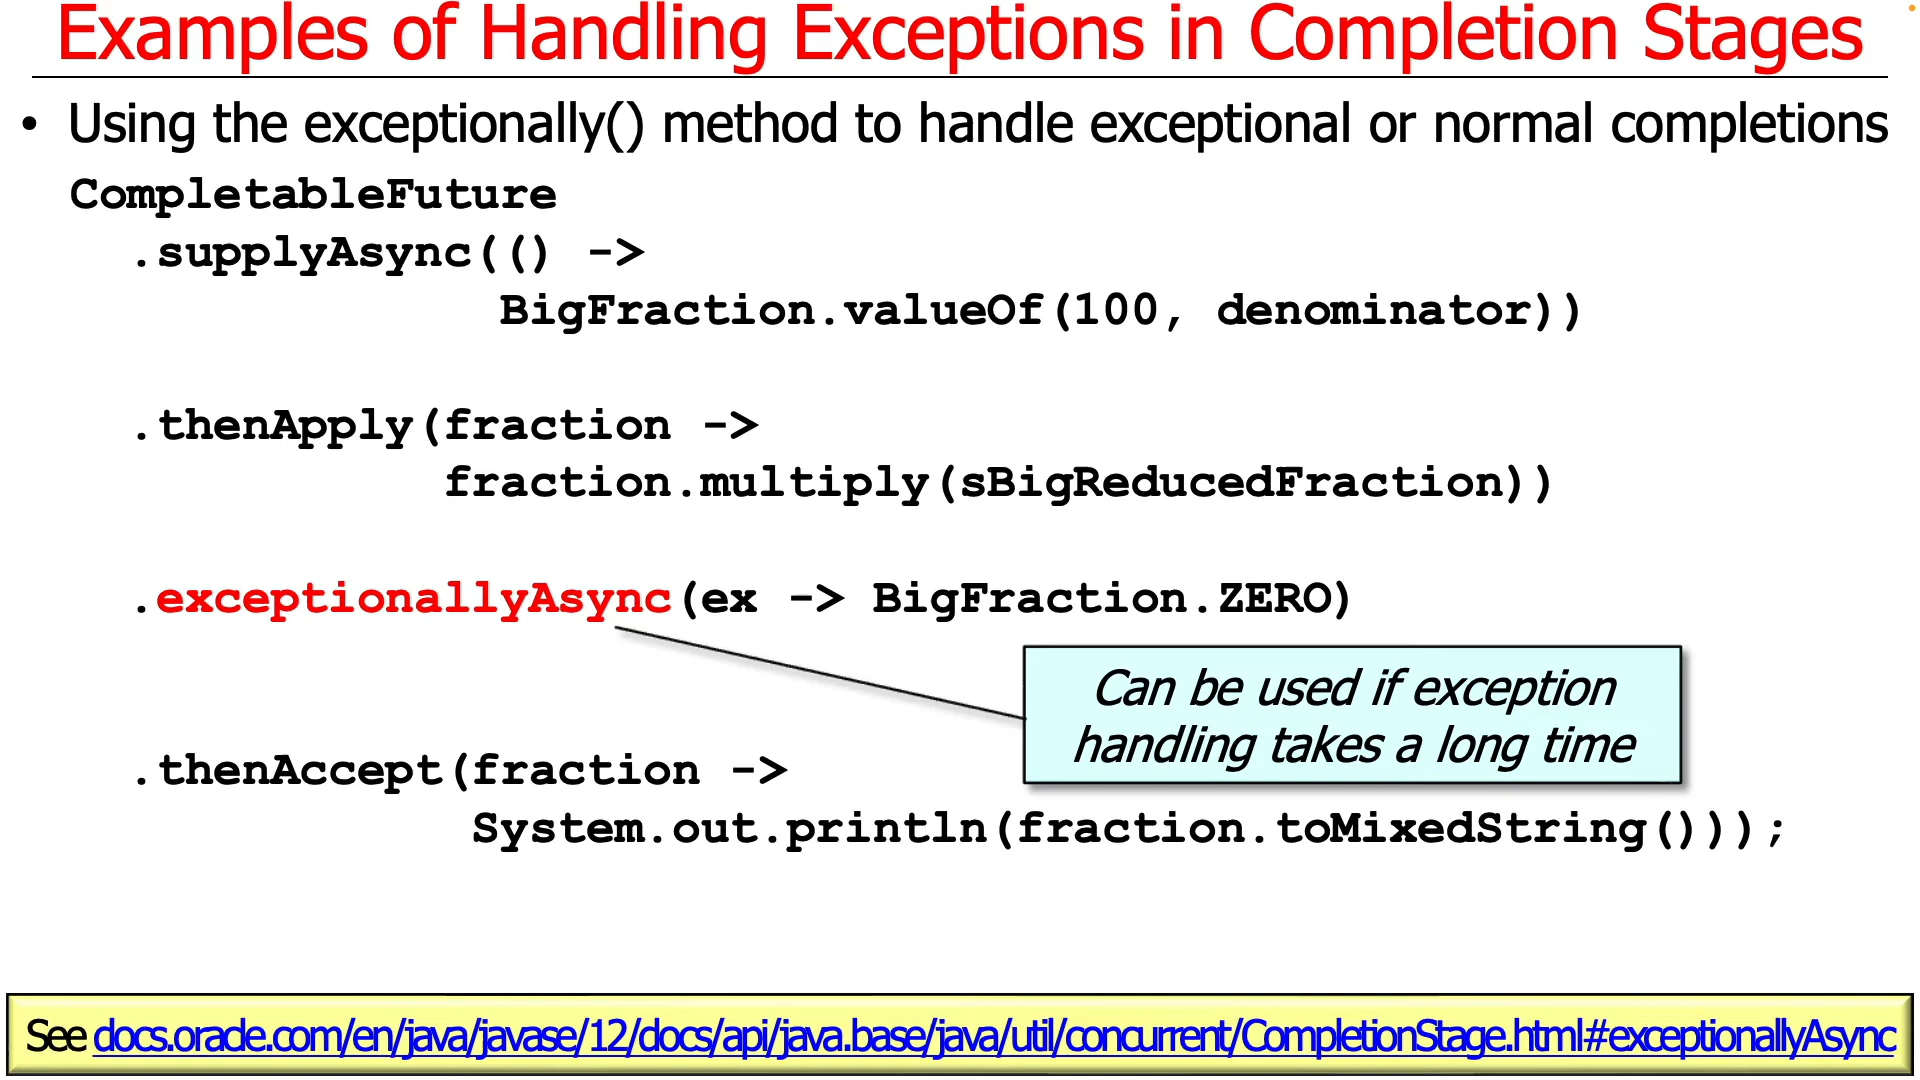 Examples of Handling Exceptions in Completion Stages
• Using the exceptionally() method to handle exceptional or normal completions
CompletableFuture
.supplyAsync(() ->
BigFraction.valueOf(100, denominator))
.thenApply(fraction ->
fraction.multiply(sBigReducedFraction))
.exceptionallyAsync(ex -> BigFraction.ZERO)
Can be used if exception
handling takes a long time
.thenAccept(fraction ->
System.out.println(fraction.toMixedString()));
See docs.oracle.com/en/java/javase/12/docs/api/java.base/java/util/concurrent/CompletionStage.html#exceptionallyAsync